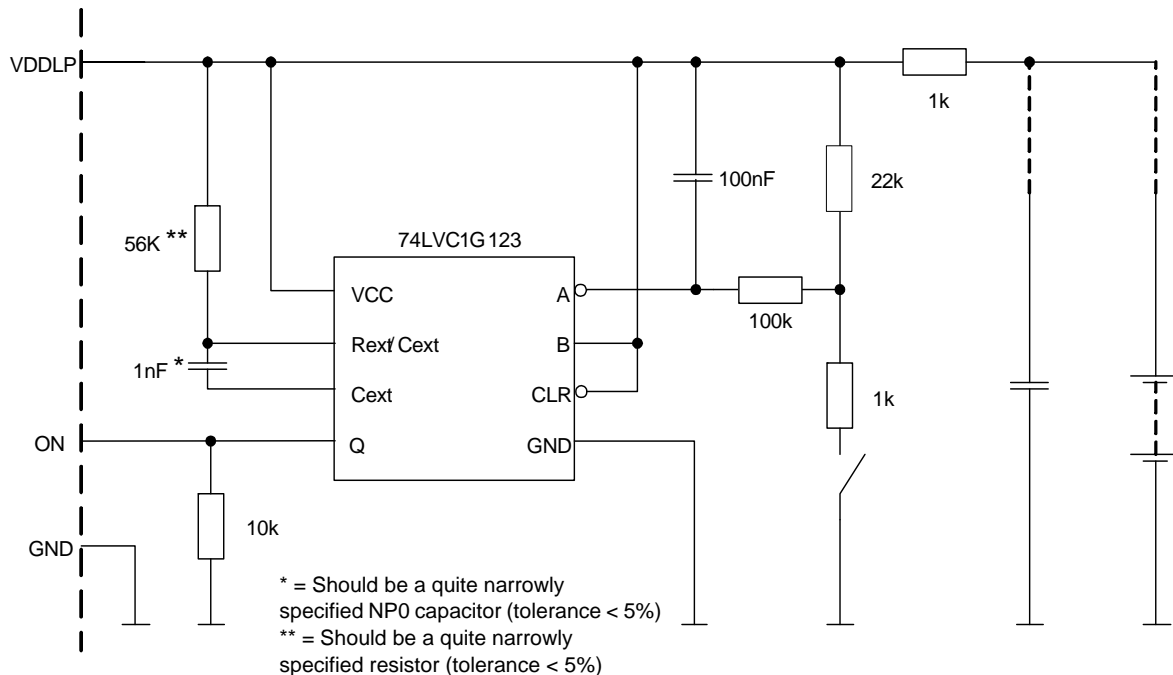 VDDLP
1k
100nF
22k
56K **
74LVC1G123
VCC
A
100k
Rext/Cext
B
1nF *
Cext
CLR
1k
ON
Q
GND
10k
GND
* = Should be a quite narrowly
specified NP0 capacitor (tolerance < 5%)
** = Should be a quite narrowly
specified resistor (tolerance < 5%)